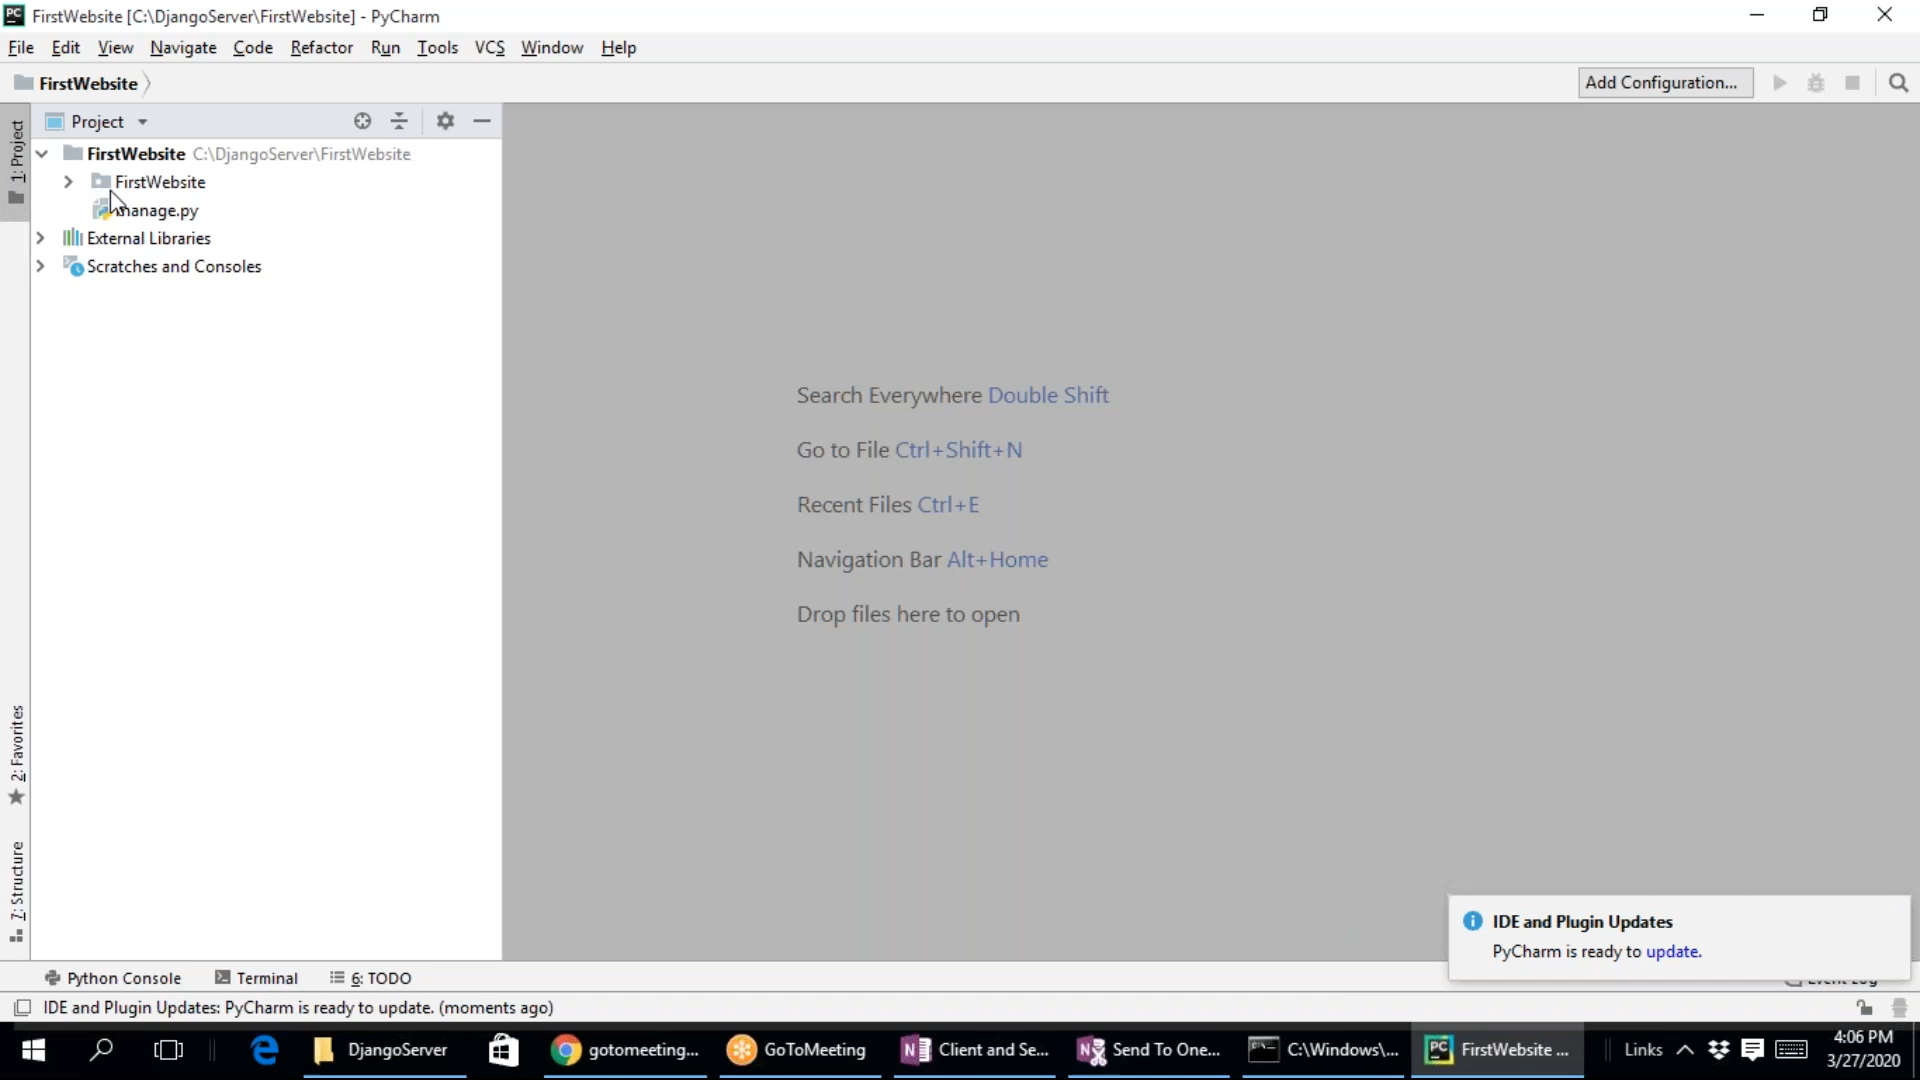 PC FirstWebsite [C:\DjangoServer\FirstWebsite] - PyCharm
File Edit View Navigate Code Refactor Run Tools VCS Window Help
FirstWebsite Add Configuration...
1: Project
Project
FirstWebsite C:\DjangoServer\FirstWebsite
FirstWebsite
manage.py
External Libraries
Scratches and Consoles
Search Everywhere Double Shift
Go to File Ctrl+Shift+N
Recent Files Ctrl+E
Navigation Bar Alt+Home
Drop files here to open
2: Favorites
7: Structure
IDE and Plugin Updates
PyCharm is ready to update.
Python Console Terminal 6: TODO Event Log
IDE and Plugin Updates: PyCharm is ready to update. (moments ago)
DjangoServer gotomeeting... GoToMeeting Client and Se... Send To One... C:\Windows\... FirstWebsite ... Links
4:06 PM
3/27/2020